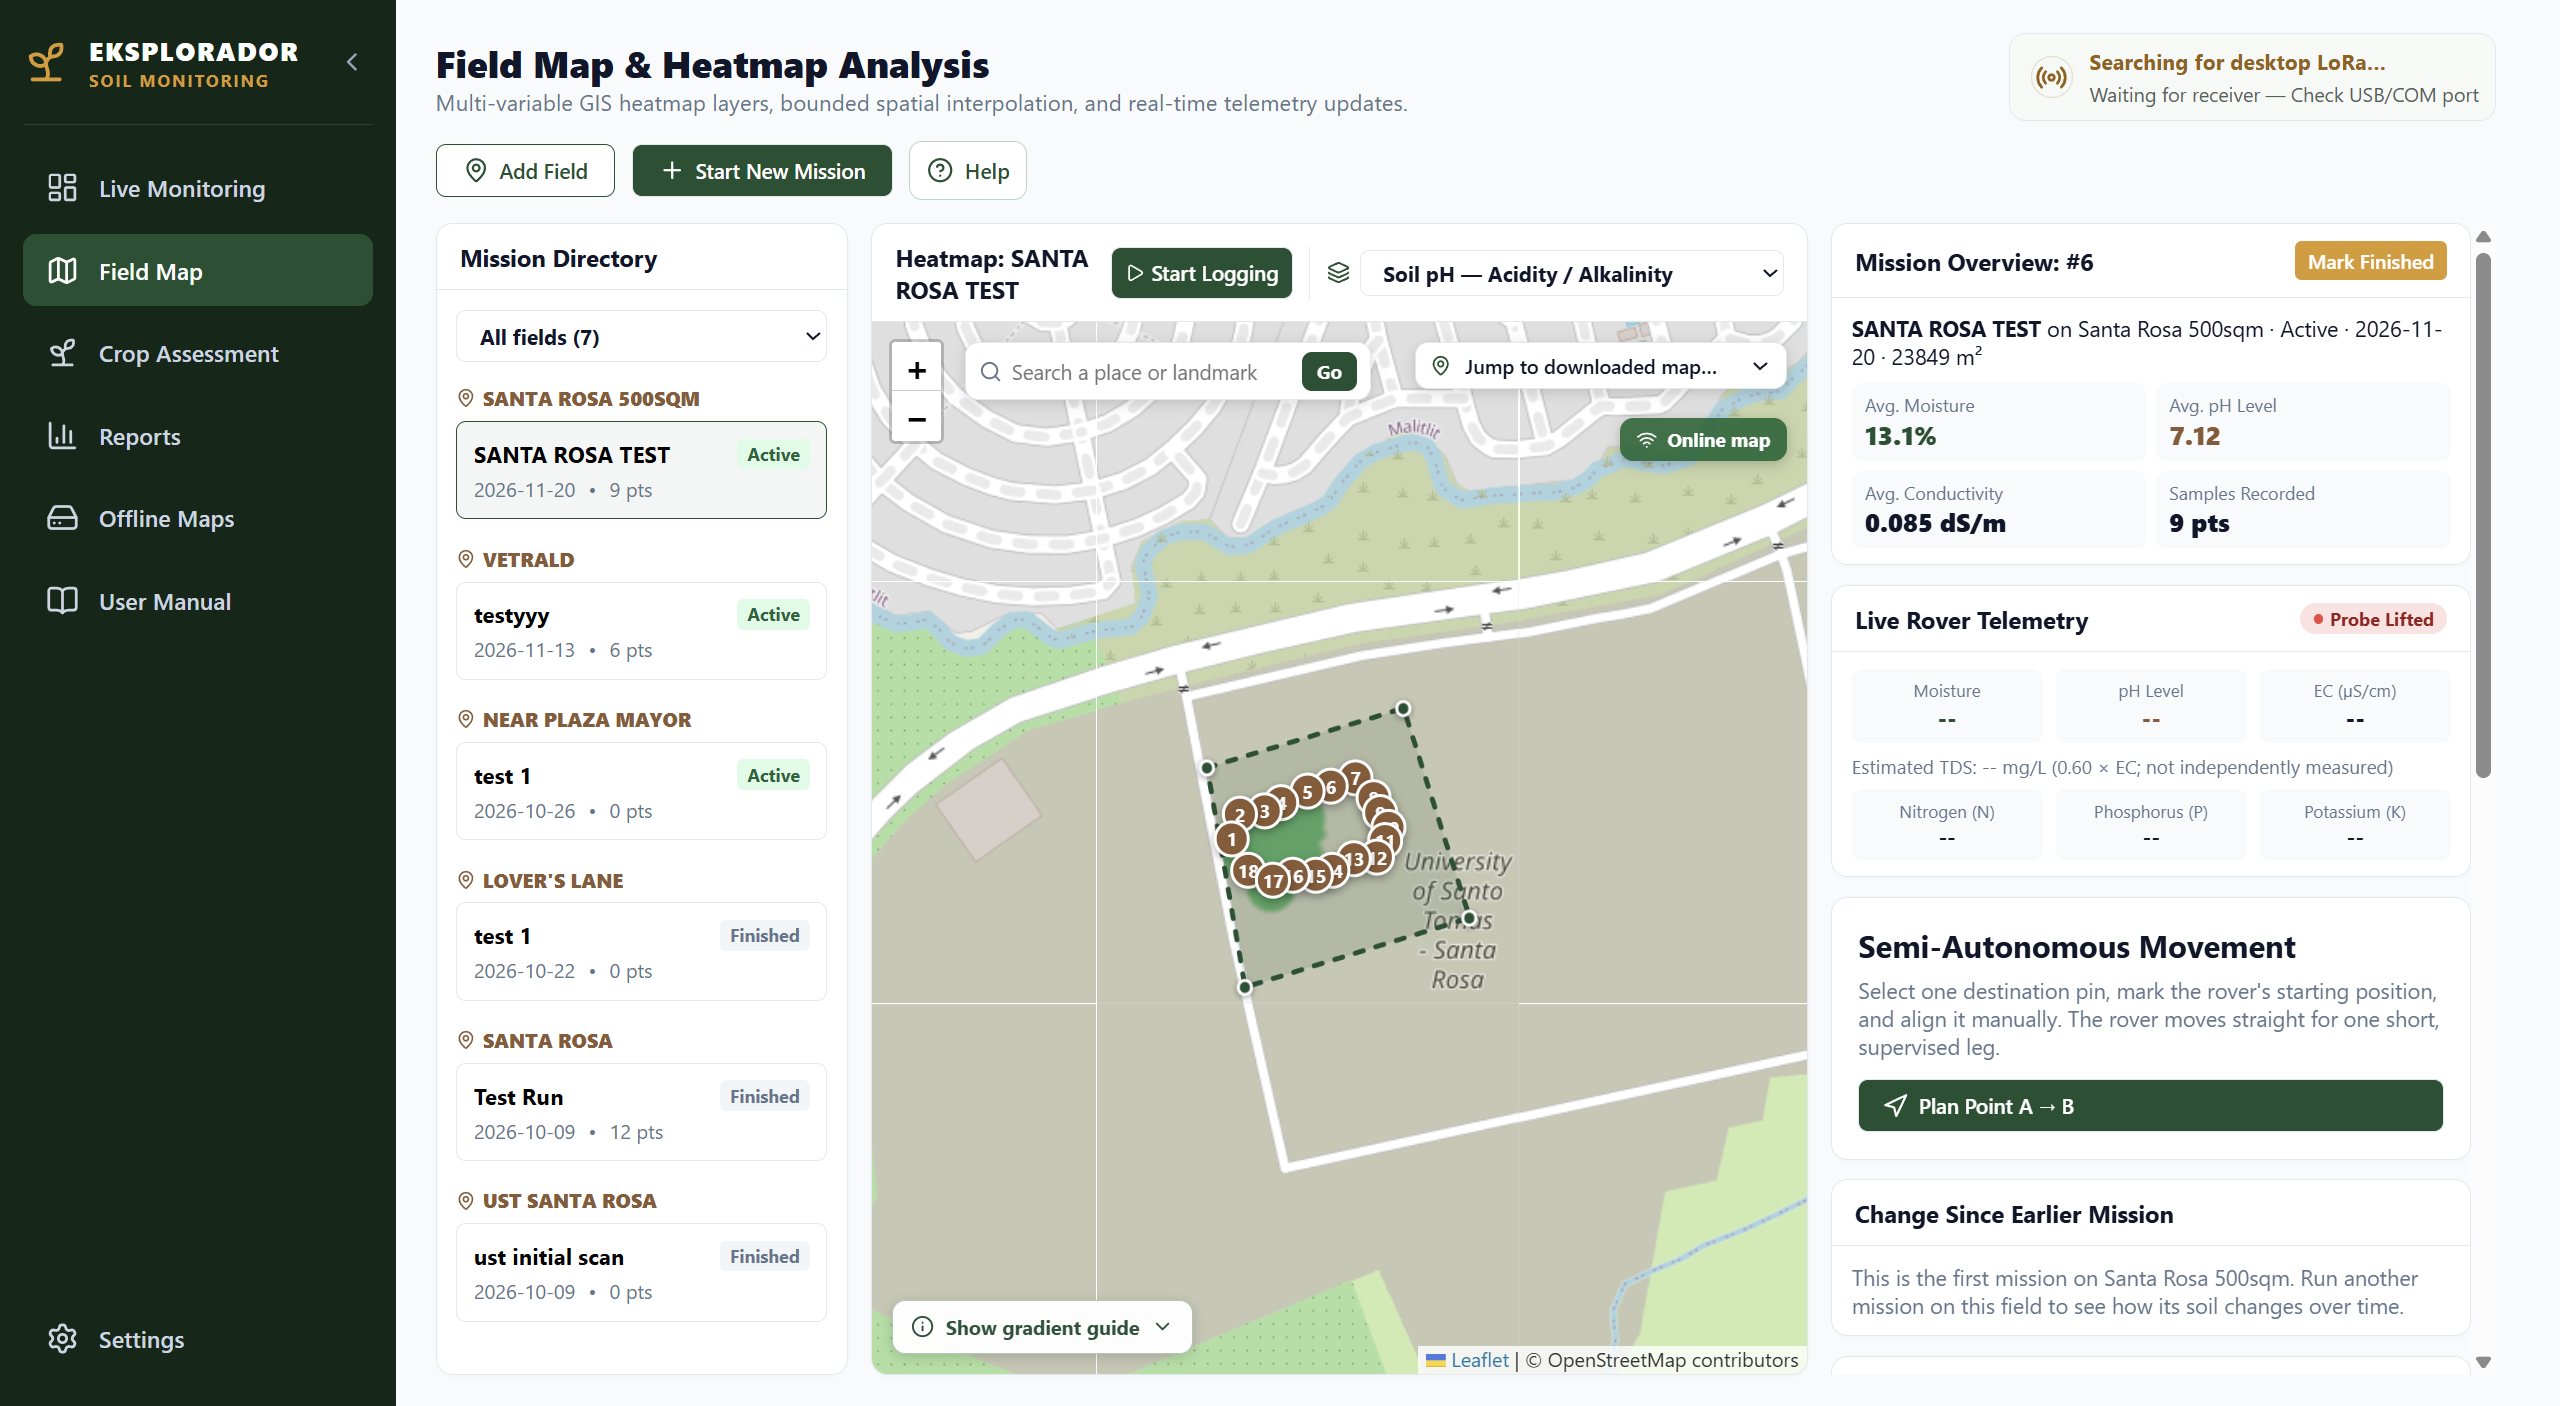 EKSPLORADOR
SOIL MONITORING
Live Monitoring
Field Map
Crop Assessment
Reports
Offline Maps
User Manual
Settings
Field Map & Heatmap Analysis
Multi-variable GIS heatmap layers, bounded spatial interpolation, and real-time telemetry updates.
Searching for desktop LoRa...
Waiting for receiver — Check USB/COM port
Add Field
Start New Mission
Help
Mission Directory
All fields (7)
SANTA ROSA 500SQM
SANTA ROSA TEST
Active
2026-11-20 • 9 pts
VETRALD
testyyy
Active
2026-11-13 • 6 pts
NEAR PLAZA MAYOR
test 1
Active
2026-10-26 • 0 pts
LOVER'S LANE
test 1
Finished
2026-10-22 • 0 pts
SANTA ROSA
Test Run
Finished
2026-10-09 • 12 pts
UST SANTA ROSA
ust initial scan
Finished
2026-10-09 • 0 pts
Heatmap: SANTA
ROSA TEST
Start Logging
Soil pH — Acidity / Alkalinity
+
−
Search a place or landmark
Go
Jump to downloaded map...
Online map
Malitlit
1
2
3
5
6
7
12
13
15
17
18
University
of Santo
Tomas
- Santa
Rosa
Show gradient guide
Leaflet | © OpenStreetMap contributors
Mission Overview: #6
Mark Finished
SANTA ROSA TEST on Santa Rosa 500sqm · Active · 2026-11-
20 · 23849 m²
Avg. Moisture
13.1%
Avg. pH Level
7.12
Avg. Conductivity
0.085 dS/m
Samples Recorded
9 pts
Live Rover Telemetry
Probe Lifted
Moisture
--
pH Level
--
EC (µS/cm)
--
Estimated TDS: -- mg/L (0.60 × EC; not independently measured)
Nitrogen (N)
--
Phosphorus (P)
--
Potassium (K)
--
Semi-Autonomous Movement
Select one destination pin, mark the rover's starting position,
and align it manually. The rover moves straight for one short,
supervised leg.
Plan Point A → B
Change Since Earlier Mission
This is the first mission on Santa Rosa 500sqm. Run another
mission on this field to see how its soil changes over time.